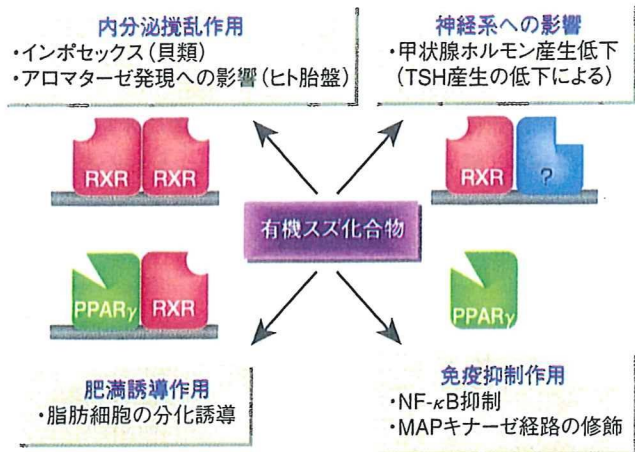 内分泌撹乱作用
・インポセックス（貝類）
・アロマターゼ発現への影響（ヒト胎盤）
神経系への影響
・甲状腺ホルモン産生低下
（TSH産生の低下による）
RXR RXR
RXR ?
有機スズ化合物
PPARγ RXR
PPARγ
肥満誘導作用
・脂肪細胞の分化誘導
免疫抑制作用
・NF-κB抑制
・MAPキナーゼ経路の修飾